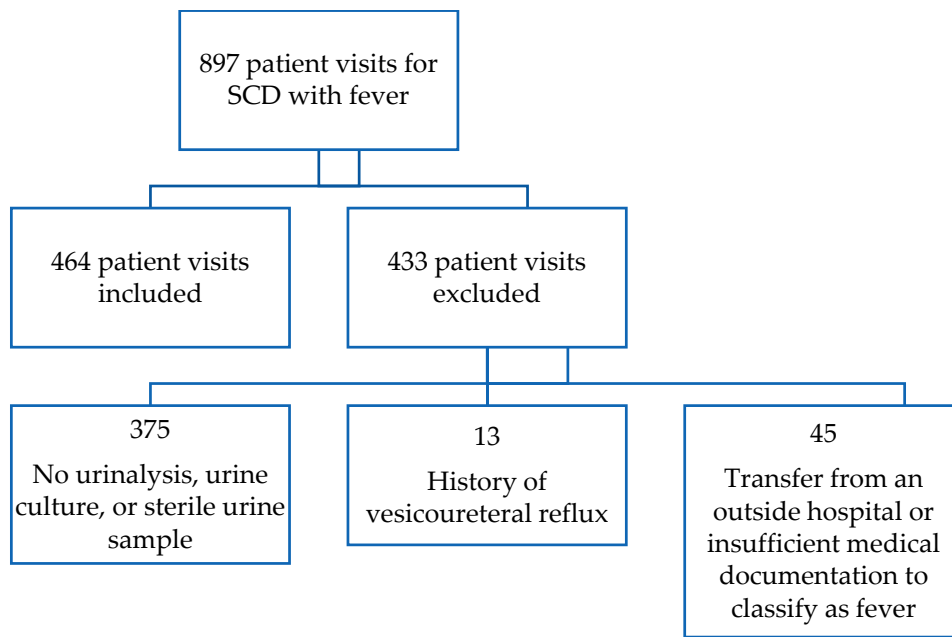 897 patient visits for
SCD with fever
464 patient visits
included
433 patient visits
excluded
375
No urinalysis, urine
culture, or sterile urine
sample
13
History of
vesicoureteral reflux
45
Transfer from an
outside hospital or
insufficient medical
documentation to
classify as fever